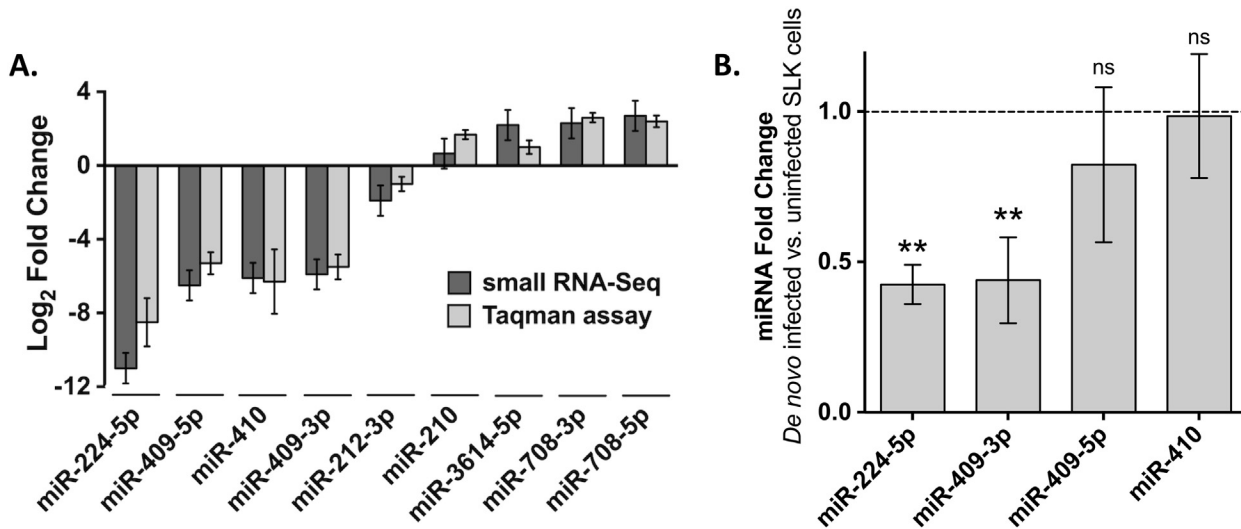 A.
Log2 Fold Change
4
0
-4
-8
-12
small RNA-Seq
Taqman assay
miR-224-5p
miR-409-5p
miR-410
miR-409-3p
miR-212-3p
miR-210
miR-3614-5p
miR-708-3p
miR-708-5p
B.
miRNA Fold Change
De novo infected vs. uninfected SLK cells
1.0
0.5
0.0
**
**
ns
ns
miR-224-5p
miR-409-3p
miR-409-5p
miR-410